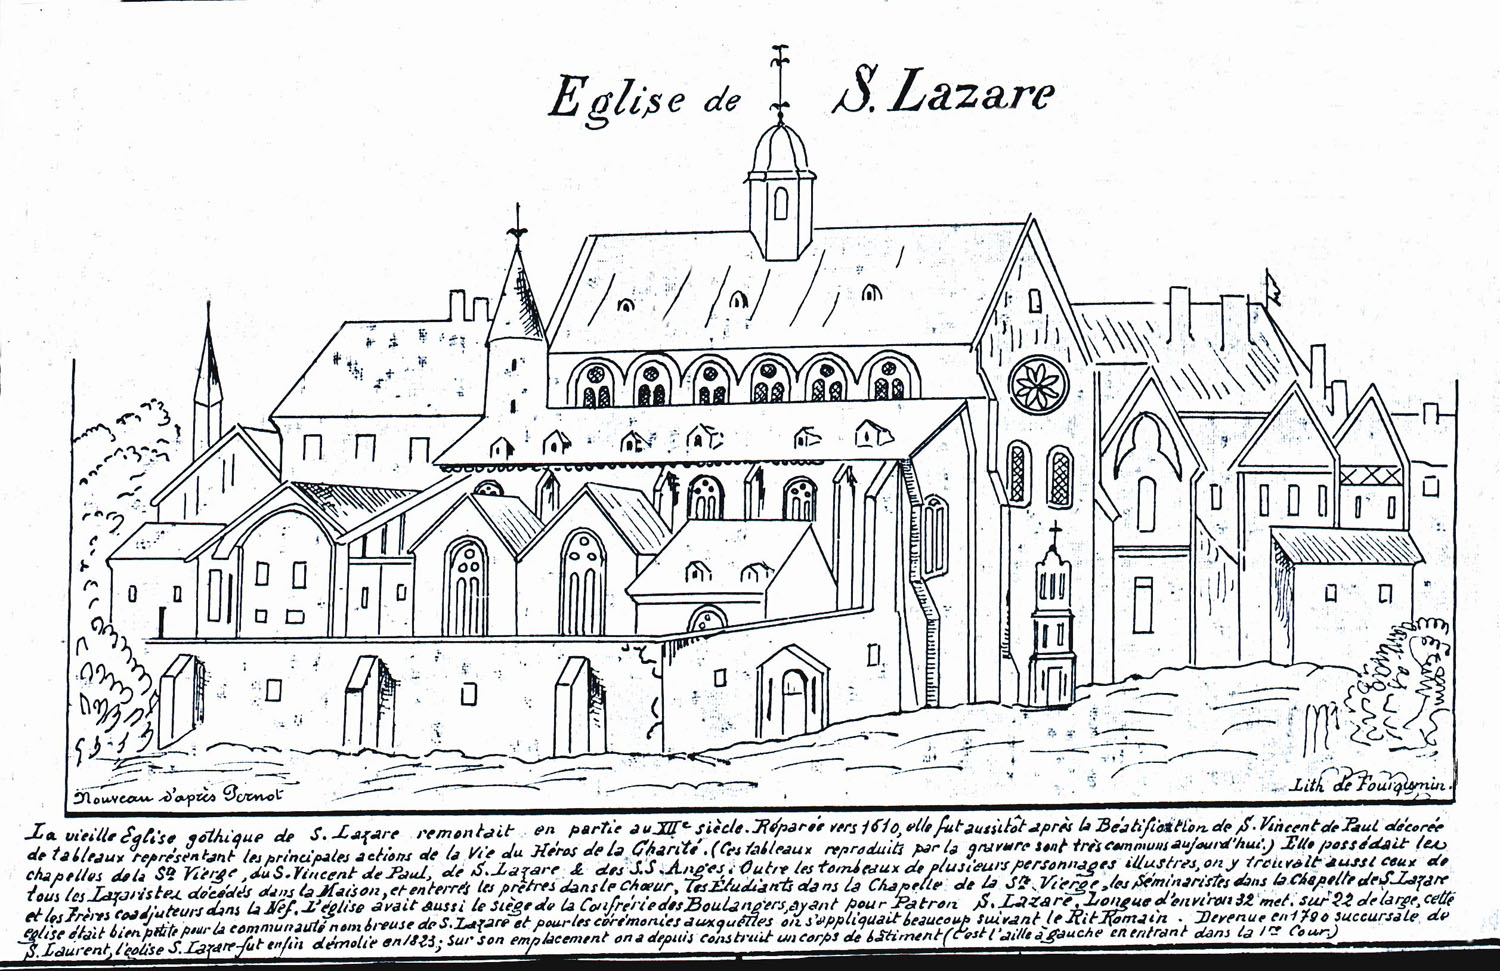 Eglise de S. Lazare
Nouveau d'après Pernot
Lith de Fourquemin.
La vieille Eglise gothique de S. Lazare remontait en partie au XIIe siècle. Réparée vers 1610, elle fut aussitôt après la Béatification de S. Vincent de Paul décorée
de tableaux représentant les principales actions de la Vie du Héros de la Charité. (Ces tableaux reproduits par la gravure sont très communs aujourd'hui.) Elle possédait les
chapelles de la Ste Vierge, du S. Vincent de Paul, de S. Lazare & des S.S. Anges. Outre les tombeaux de plusieurs personnages illustres, on y trouvait aussi ceux de
tous les Lazaristes décédés dans la Maison, et enterrés les prêtres dans le Chœur, les Etudiants dans la Chapelle de la Ste Vierge, les Séminaristes dans la Chapelle de S. Lazare
et les Frères coadjuteurs dans la Nef. L'église avait aussi le siège de la Confrérie des Boulangers, ayant pour Patron S. Lazare. Longue d'environ 32 met. sur 22 de large, cette
église était bien petite pour la communauté nombreuse de S. Lazare et pour les cérémonies auxquelles on s'appliquait beaucoup suivant le Rit Romain. Devenue en 1790 succursale de
S. Laurent, l'église S. Lazare fut enfin démolie en 1823; sur son emplacement on a depuis construit un corps de bâtiment (C'est l'aille à gauche en entrant dans la 1re Cour.)